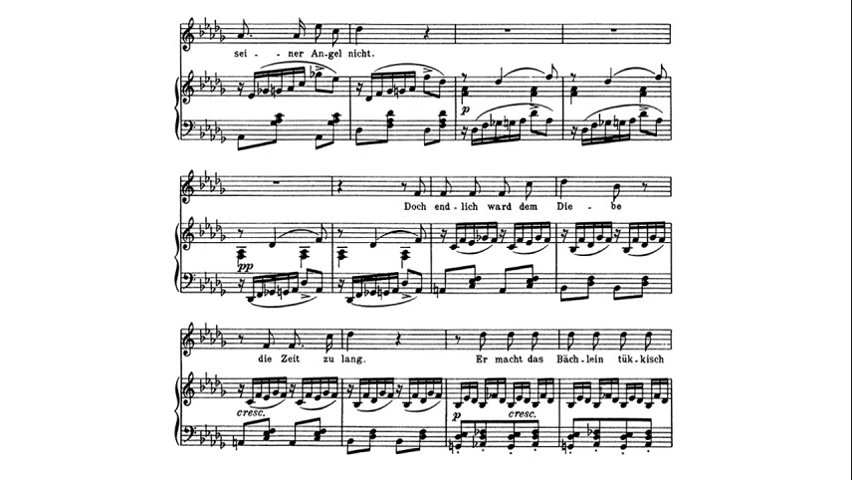 sei - - ner An-gel nicht.
p
pp
Doch end-lich ward dem Die - be
die Zeit zu lang. Er macht das Bäch-lein tük-kisch
cresc. p cresc.